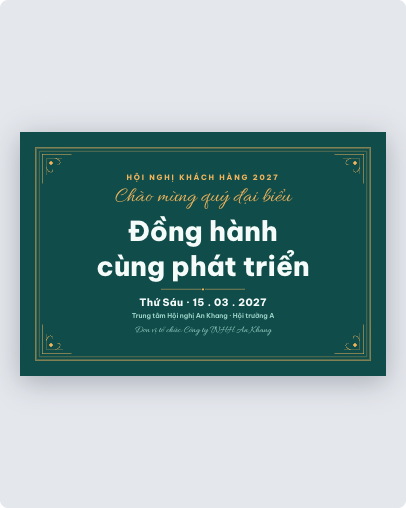 HỘI NGHỊ KHÁCH HÀNG 2027
Chào mừng quý đại biểu
Đồng hành
cùng phát triển
Thứ Sáu · 15 . 03 . 2027
Trung tâm Hội nghị An Khang · Hội trường A
Đơn vị tổ chức: Công ty TNHH An Khang